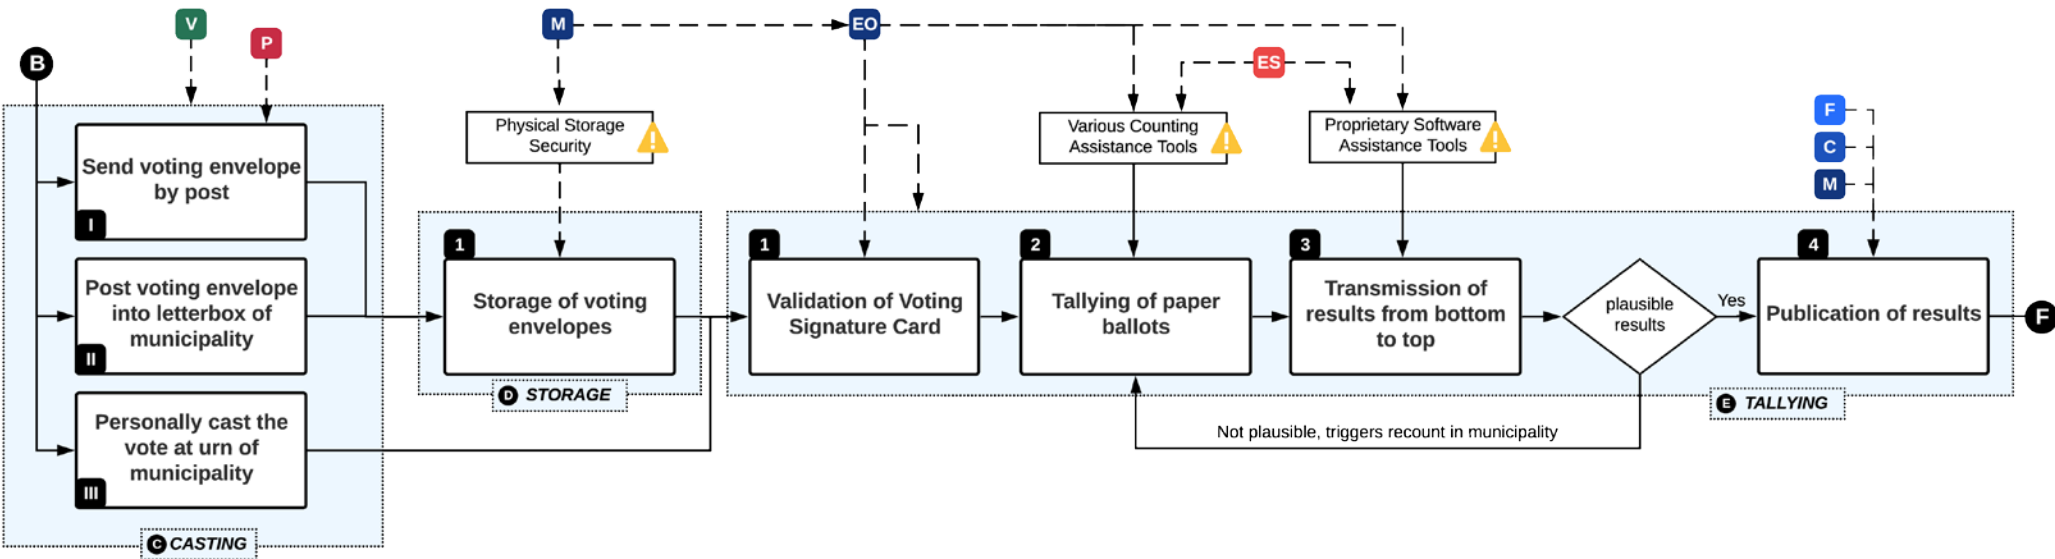 V
P
M
EO
ES
B
Physical Storage
Security
Various Counting
Assistance Tools
Proprietary Software
Assistance Tools
F
C
M
Send voting envelope
by post
I
Post voting envelope
into letterbox of
municipality
II
Personally cast the
vote at urn of
municipality
III
C CASTING
1
Storage of voting
envelopes
D STORAGE
1
Validation of Voting
Signature Card
2
Tallying of paper
ballots
3
Transmission of
results from bottom
to top
plausible
results
Yes
4
Publication of results
F
E TALLYING
Not plausible, triggers recount in municipality